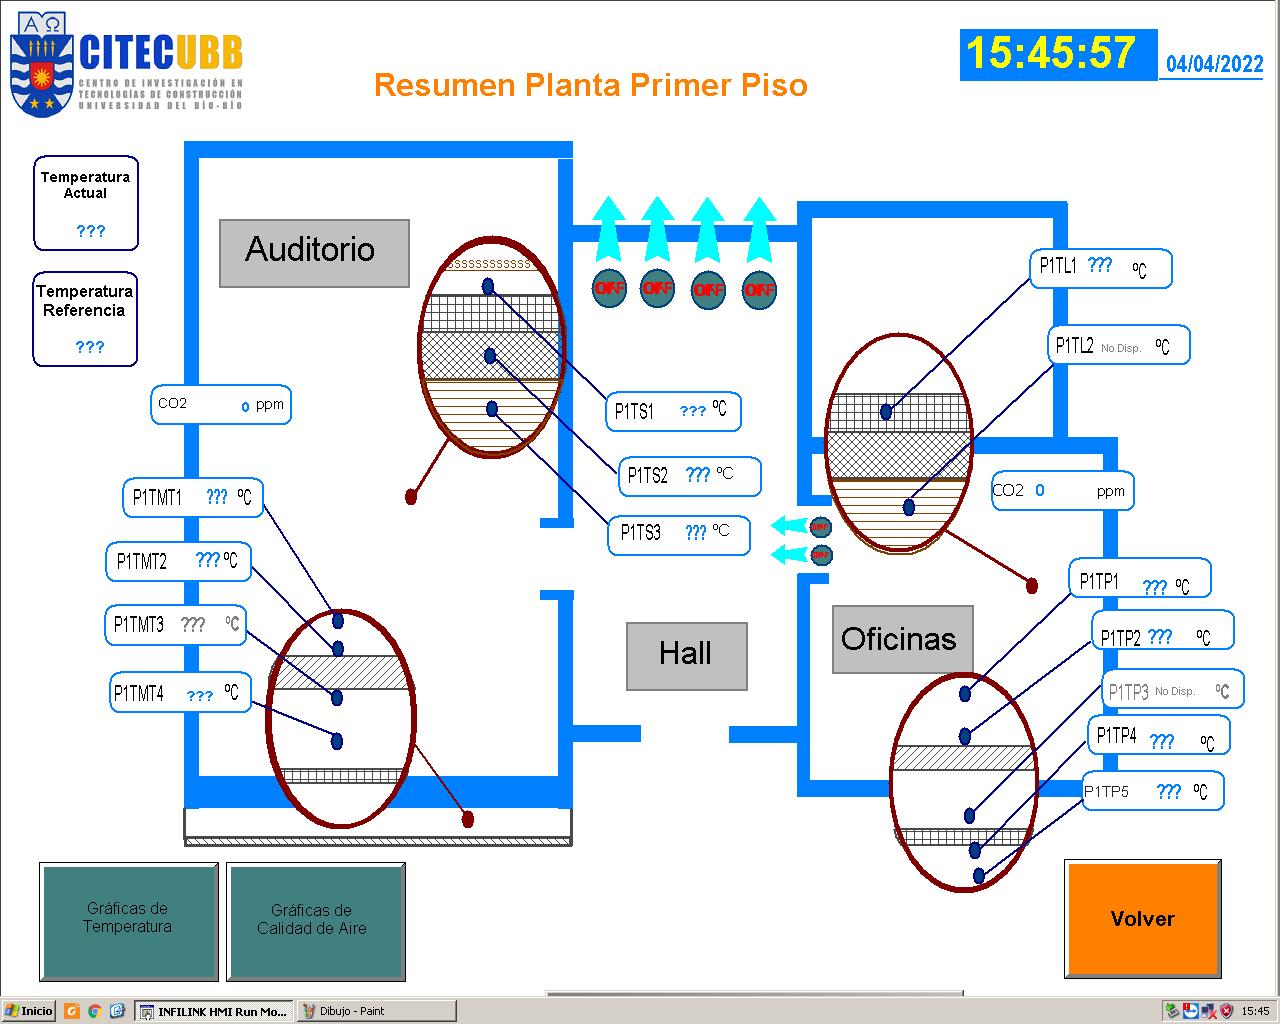 ΑΩ
CITECUBB
CENTRO DE INVESTIGACIÓN EN
TECNOLOGÍAS DE CONSTRUCCIÓN
UNIVERSIDAD DEL BÍO-BÍO
Resumen Planta Primer Piso
15:45:57
04/04/2022
Temperatura
Actual
???
Temperatura
Referencia
???
Auditorio
OFF OFF OFF OFF
P1TL1 ??? ºC
P1TL2 No Disp. ºC
CO2 0 ppm
P1TS1 ??? ºC
P1TS2 ??? ºC
P1TS3 ??? ºC
CO2 0 ppm
OFF
OFF
P1TMT1 ??? ºC
P1TMT2 ??? ºC
P1TMT3 ??? ºC
P1TMT4 ??? ºC
Hall
Oficinas
P1TP1 ??? ºC
P1TP2 ??? ºC
P1TP3 No Disp. ºC
P1TP4 ??? ºC
P1TP5 ??? ºC
Gráficas de
Temperatura
Gráficas de
Calidad de Aire
Volver
Inicio
INFILINK HMI Run Mo...
Dibujo - Paint
15:45